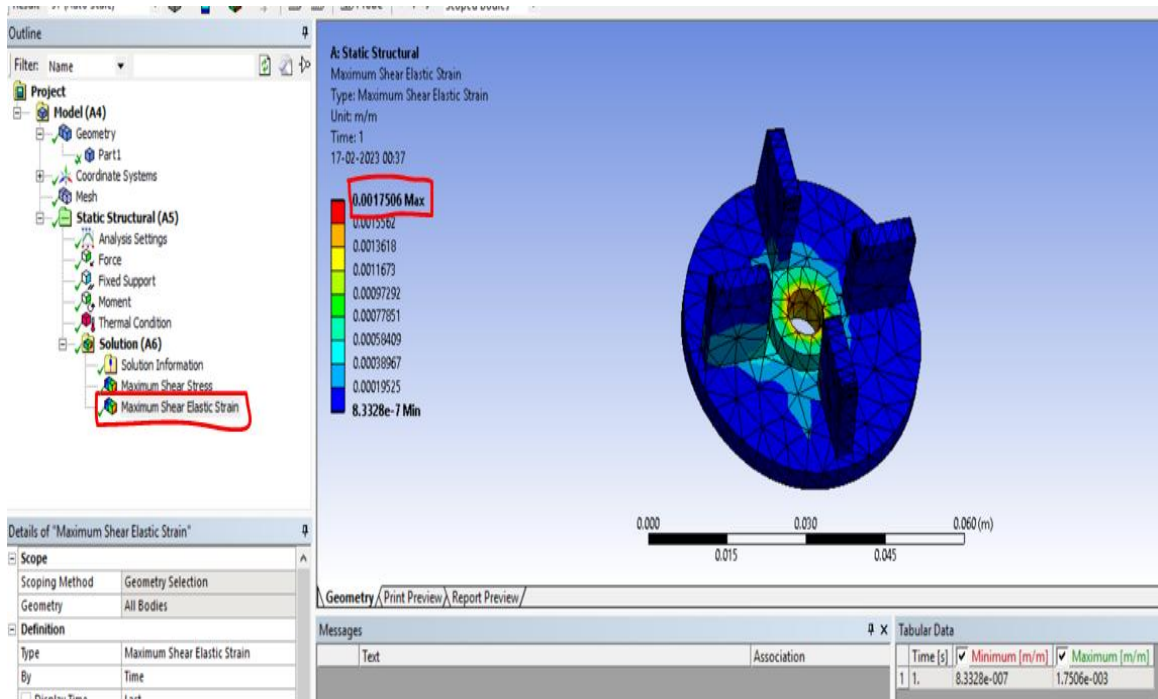 Outline
Filter: Name
Project
Model (A4)
Geometry
Part1
Coordinate Systems
Mesh
Static Structural (A5)
Analysis Settings
Force
Fixed Support
Moment
Thermal Condition
Solution (A6)
Solution Information
Maximum Shear Stress
Maximum Shear Elastic Strain
A: Static Structural
Maximum Shear Elastic Strain
Type: Maximum Shear Elastic Strain
Unit: m/m
Time: 1
17-02-2023 00:37
0.0017506 Max
0.0015562
0.0013618
0.0011673
0.00097292
0.00077851
0.00058409
0.00038967
0.00019525
8.3328e-7 Min
0.000 0.030 0.060 (m)
0.015 0.045
Details of "Maximum Shear Elastic Strain"
Scope
Scoping Method Geometry Selection
Geometry All Bodies
Definition
Type Maximum Shear Elastic Strain
By Time
Display Time Last
Geometry Print Preview Report Preview
Messages
Text Association
Tabular Data
Time [s] Minimum [m/m] Maximum [m/m]
1 1. 8.3328e-007 1.7506e-003